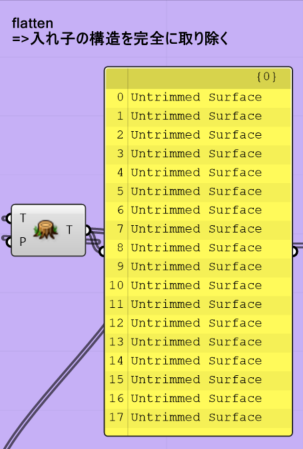 flatten
=>入れ子の構造を完全に取り除く
{0}
0 Untrimmed Surface
1 Untrimmed Surface
2 Untrimmed Surface
3 Untrimmed Surface
4 Untrimmed Surface
5 Untrimmed Surface
6 Untrimmed Surface
T T
7 Untrimmed Surface
P
8 Untrimmed Surface
9 Untrimmed Surface
10 Untrimmed Surface
11 Untrimmed Surface
12 Untrimmed Surface
13 Untrimmed Surface
14 Untrimmed Surface
15 Untrimmed Surface
16 Untrimmed Surface
17 Untrimmed Surface